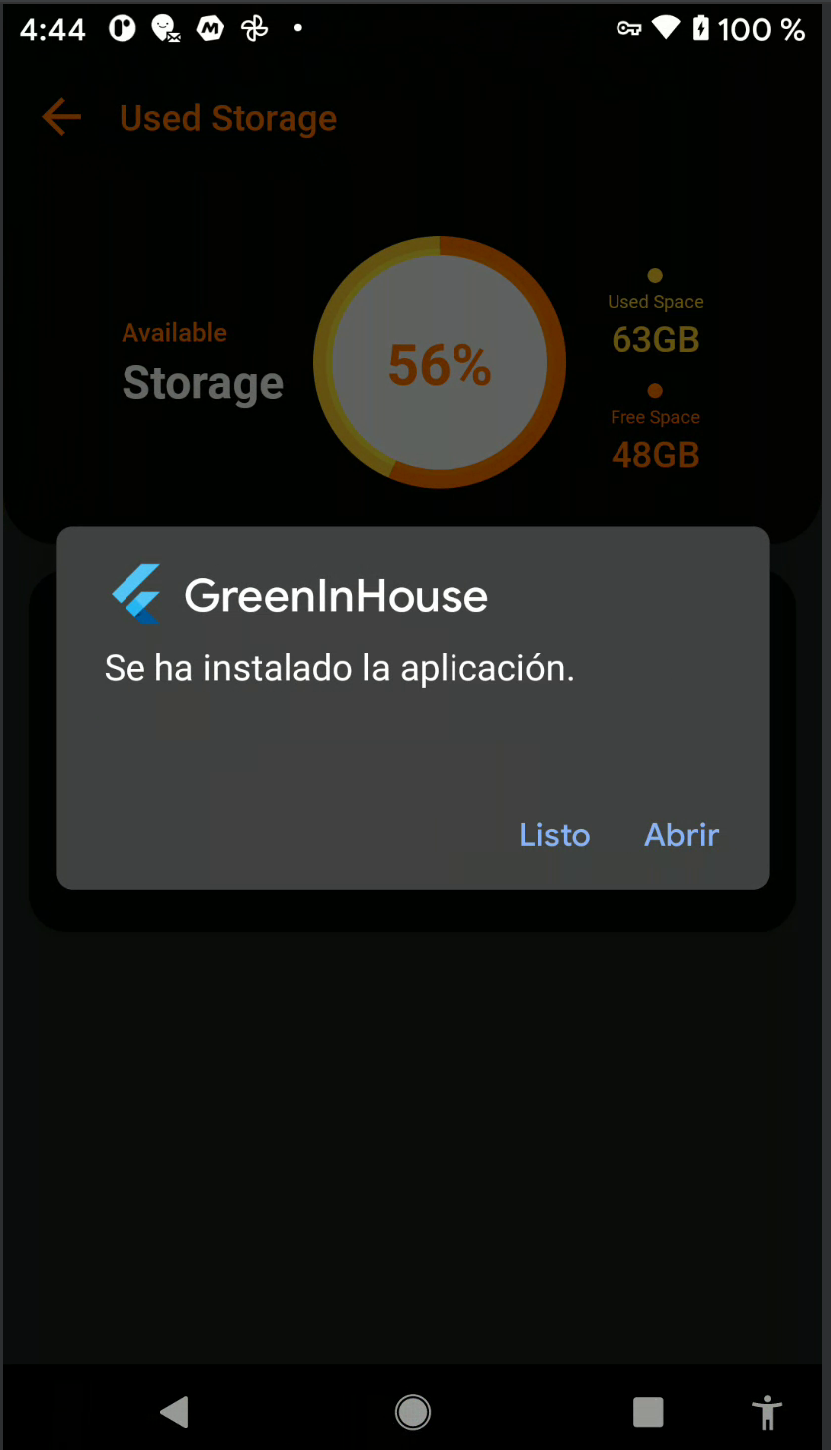 4:44 100 %
Used Storage
Used Space
Available
63GB
Storage
56%
Free Space
48GB
GreenInHouse
Se ha instalado la aplicación.
Listo Abrir